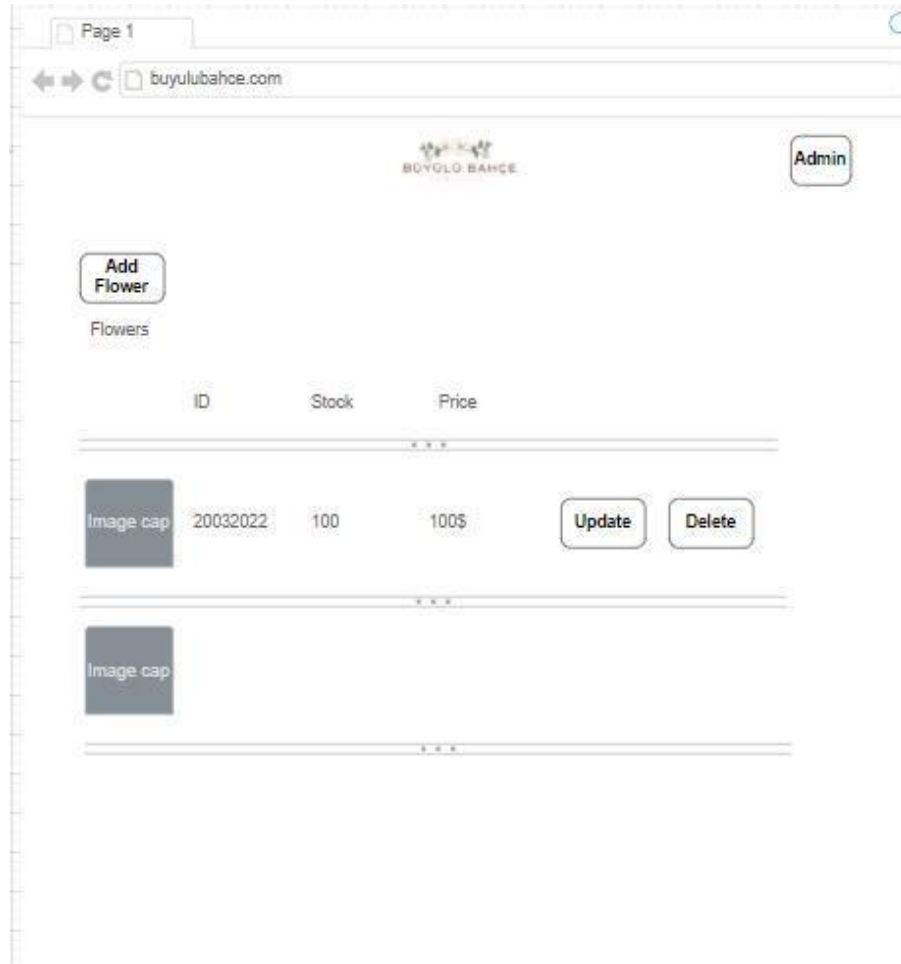 Page 1
buyulubahce.com
BÜYÜLÜ BAHÇE
Admin
Add
Flower
Flowers
ID Stock Price
Image cap 20032022 100 100$ Update Delete
Image cap